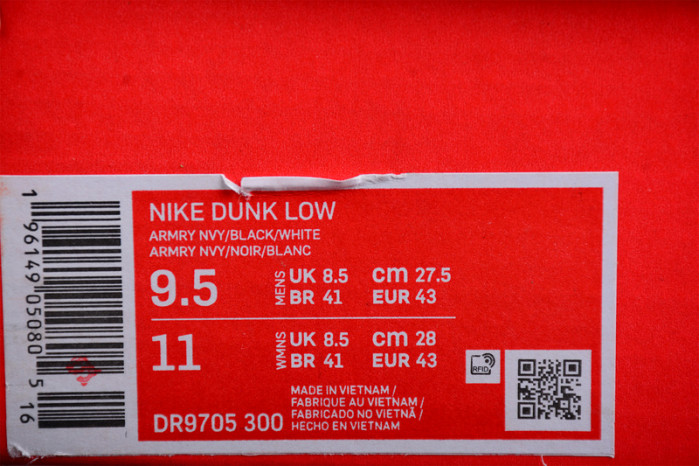 NIKE DUNK LOW
ARMRY NVY/BLACK/WHITE
ARMRY NVY/NOIR/BLANC
9.5 MENS UK 8.5 cm 27.5
BR 41 EUR 43
11 WMNS UK 8.5 cm 28
BR 41 EUR 43
RFID
DR9705 300
MADE IN VIETNAM /
FABRIQUE AU VIETNAM /
FABRICADO NO VIETNÃ /
HECHO EN VIETNAM
1 96149 05080 5 16